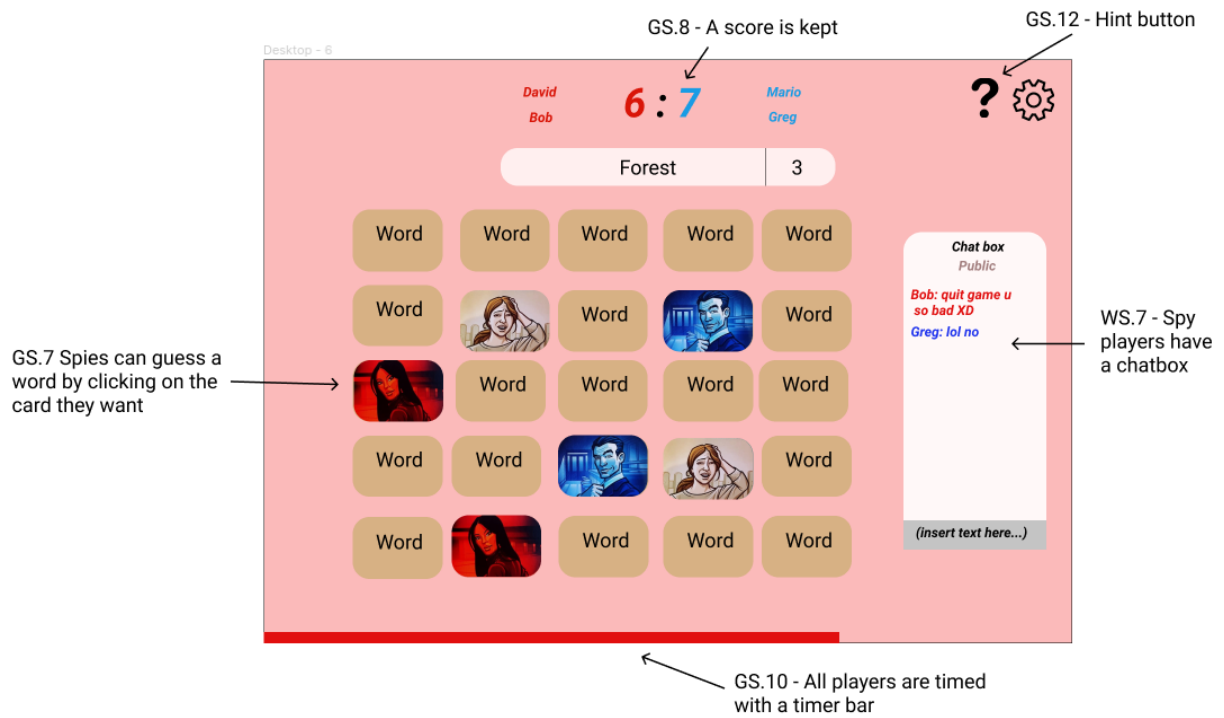 GS.12 - Hint button
GS.8 - A score is kept
Desktop - 6
David
Bob
6 : 7
Mario
Greg
?
Forest 3
Word Word Word Word Word
Word Word Word
Chat box
Public
Bob: quit game u
so bad XD
Greg: lol no
WS.7 - Spy
players have
a chatbox
GS.7 Spies can guess a
word by clicking on the
card they want
Word Word Word Word
Word Word Word
Word Word Word Word
(insert text here...)
GS.10 - All players are timed
with a timer bar